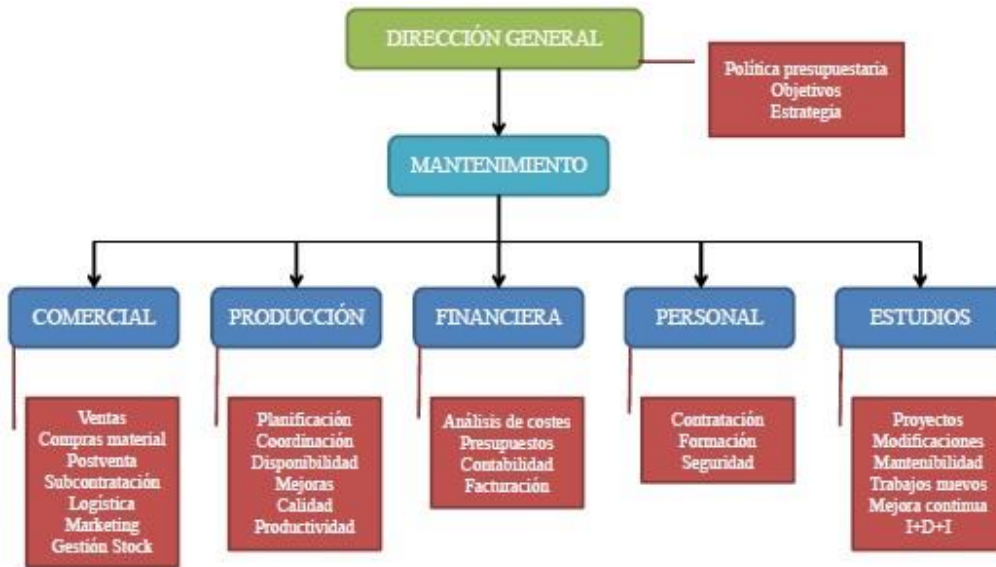 DIRECCIÓN GENERAL
Política presupuestaria
Objetivos
Estrategia
MANTENIMIENTO
COMERCIAL
PRODUCCIÓN
FINANCIERA
PERSONAL
ESTUDIOS
Ventas
Compras material
Postventa
Subcontratación
Logística
Marketing
Gestión Stock
Planificación
Coordinación
Disponibilidad
Mejoras
Calidad
Productividad
Análisis de costes
Presupuestos
Contabilidad
Facturación
Contratación
Formación
Seguridad
Proyectos
Modificaciones
Mantenibilidad
Trabajos nuevos
Mejora continua
I+D+I